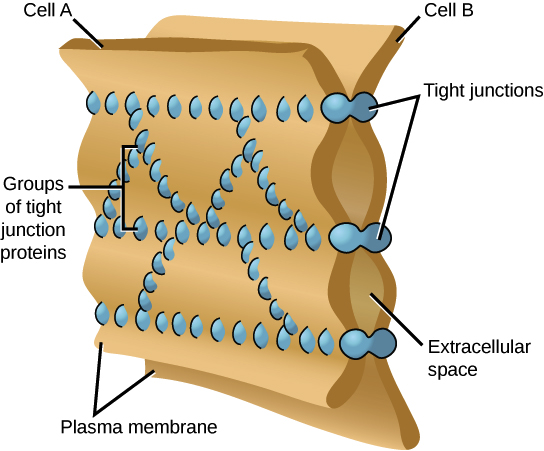 Cell A
Cell B
Tight junctions
Groups
of tight
junction
proteins
Extracellular
space
Plasma membrane